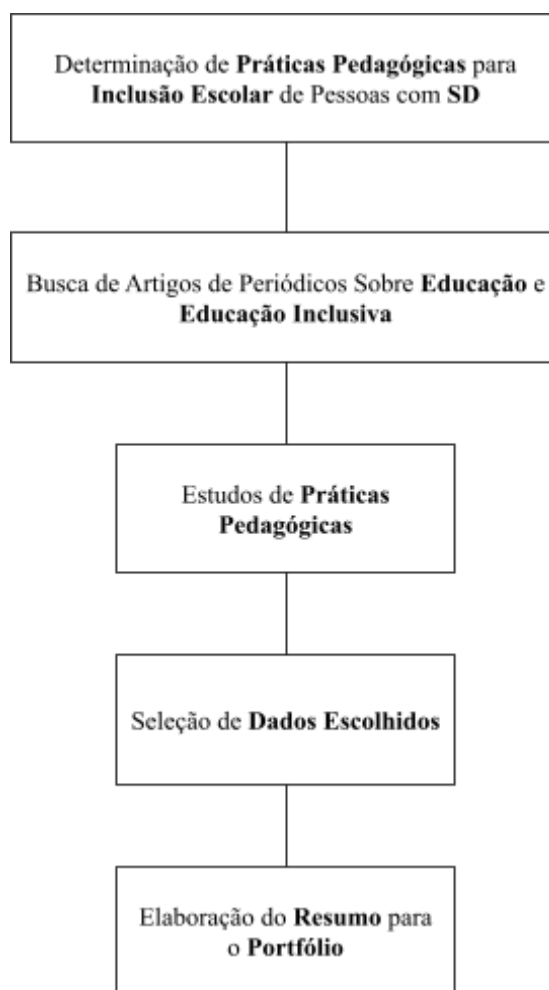 Determinação de Práticas Pedagógicas para
Inclusão Escolar de Pessoas com SD
Busca de Artigos de Periódicos Sobre Educação e
Educação Inclusiva
Estudos de Práticas
Pedagógicas
Seleção de Dados Escolhidos
Elaboração do Resumo para
o Portfólio